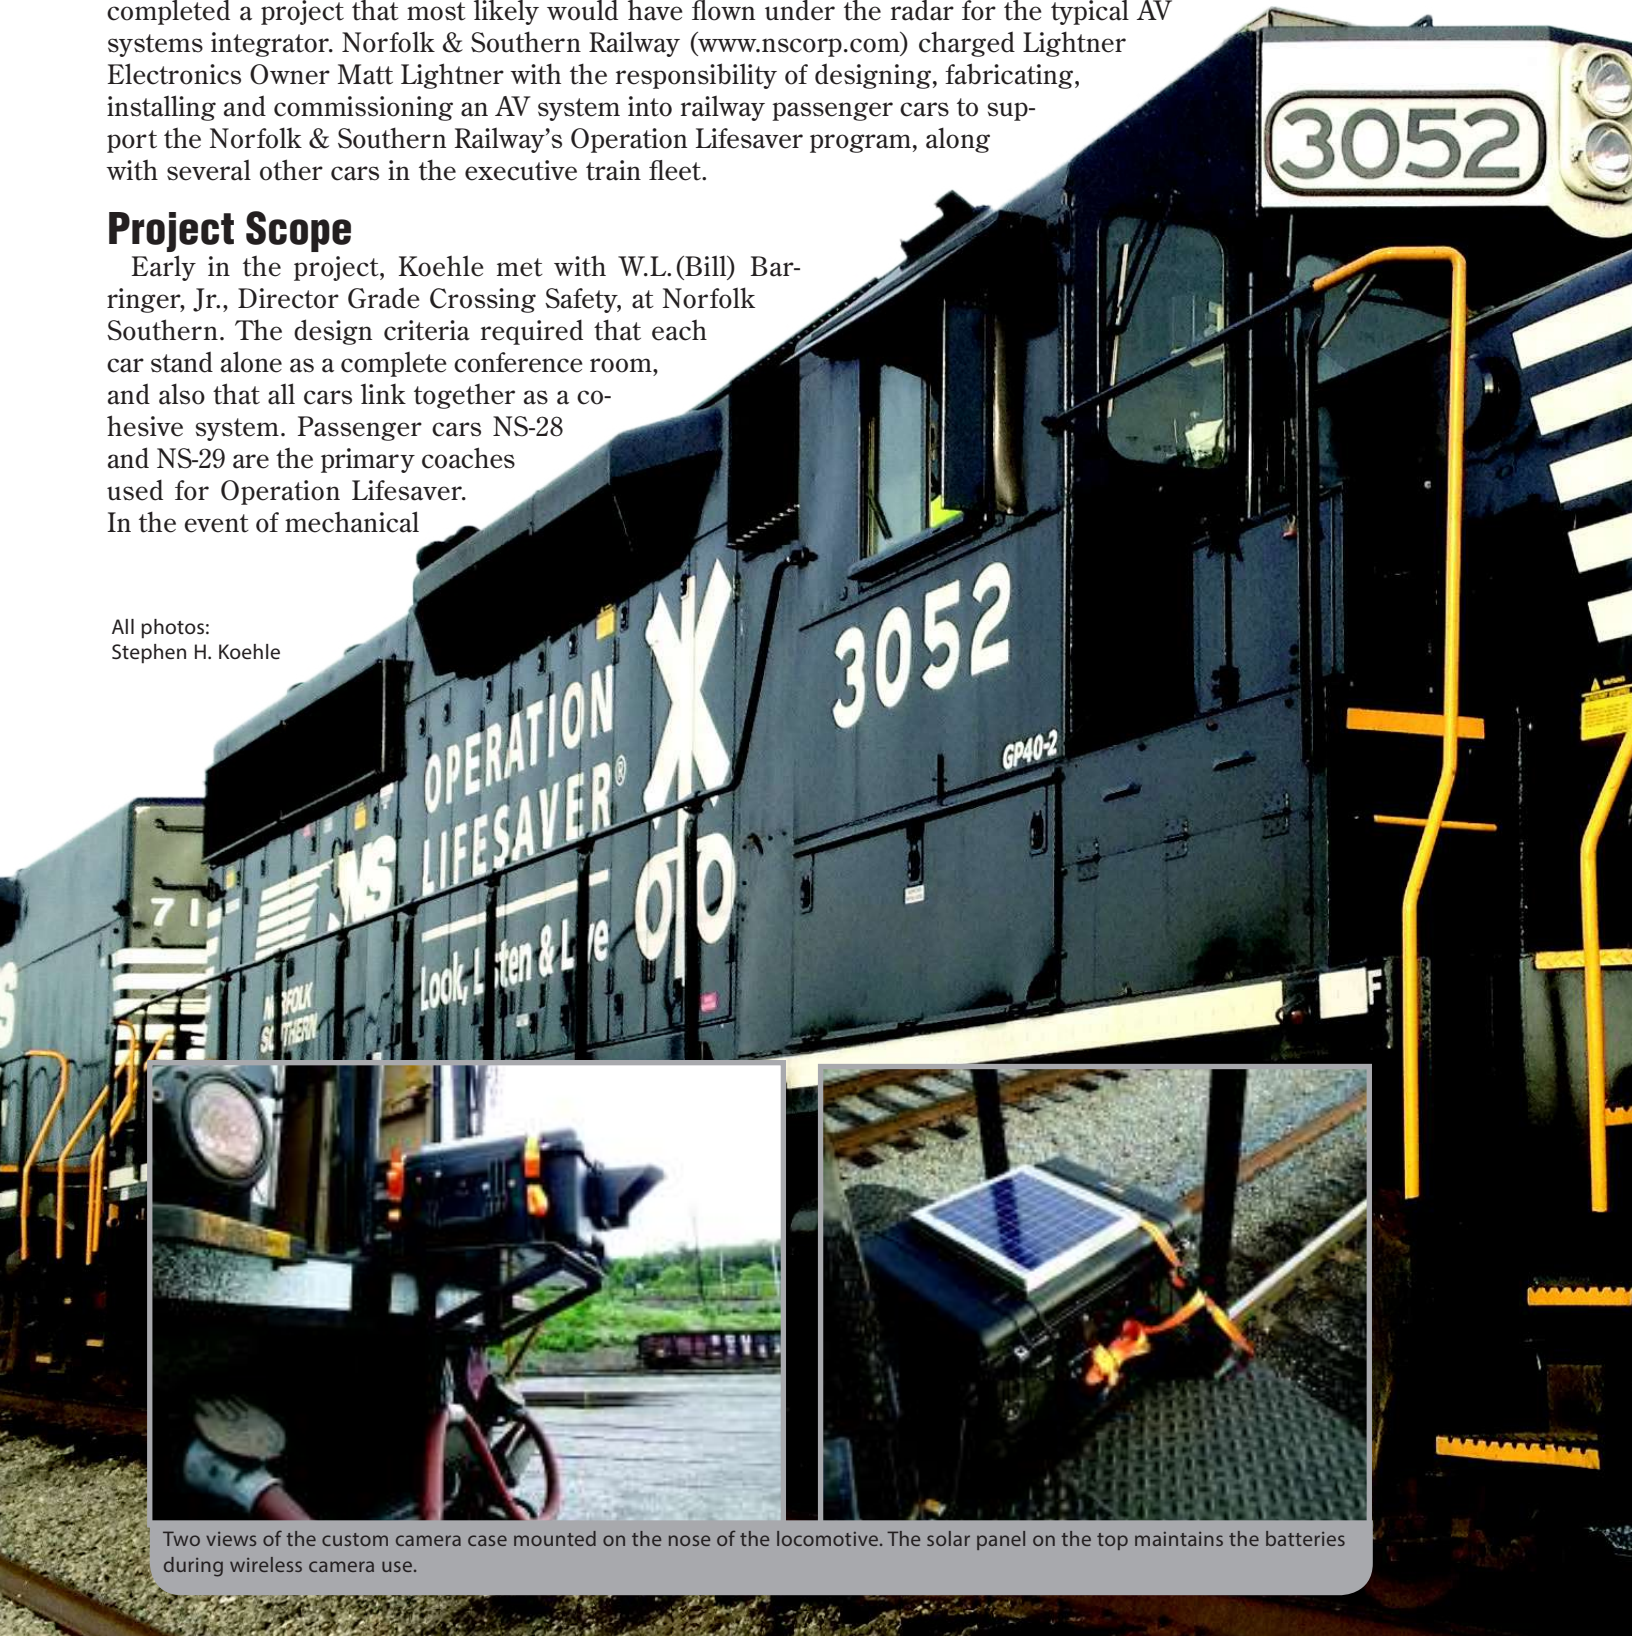 completed a project that most likely would have flown under the radar for the typical AV
systems integrator. Norfolk & Southern Railway (www.nscorp.com) charged Lightner
Electronics Owner Matt Lightner with the responsibility of designing, fabricating,
installing and commissioning an AV system into railway passenger cars to sup-
port the Norfolk & Southern Railway's Operation Lifesaver program, along
with several other cars in the executive train fleet.
Project Scope
Early in the project, Koehle met with W.L.(Bill) Bar-
ringer, Jr., Director Grade Crossing Safety, at Norfolk
Southern. The design criteria required that each
car stand alone as a complete conference room,
and also that all cars link together as a co-
hesive system. Passenger cars NS-28
and NS-29 are the primary coaches
used for Operation Lifesaver.
In the event of mechanical
All photos:
Stephen H. Koehle
3052
3052
GP40-2
OPERATION
LIFESAVER®
Look, Listen & Live
NS
NORFOLK
SOUTHERN
71
S
F
WARNING
Two views of the custom camera case mounted on the nose of the locomotive. The solar panel on the top maintains the batteries
during wireless camera use.